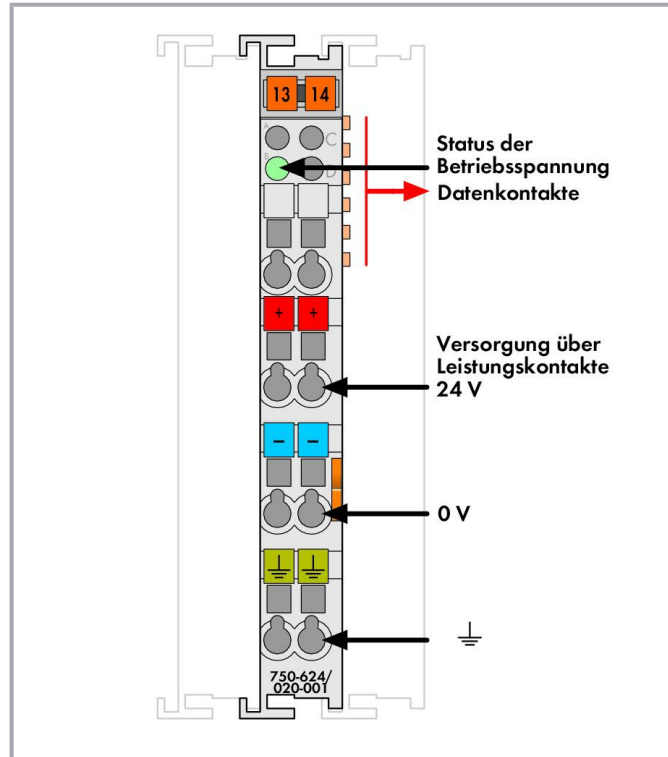 13 14
A C
B D
Status der
Betriebsspannung
Datenkontakte
+ +
Versorgung über
Leistungskontakte
24 V
– –
0 V
750-624/
020-001